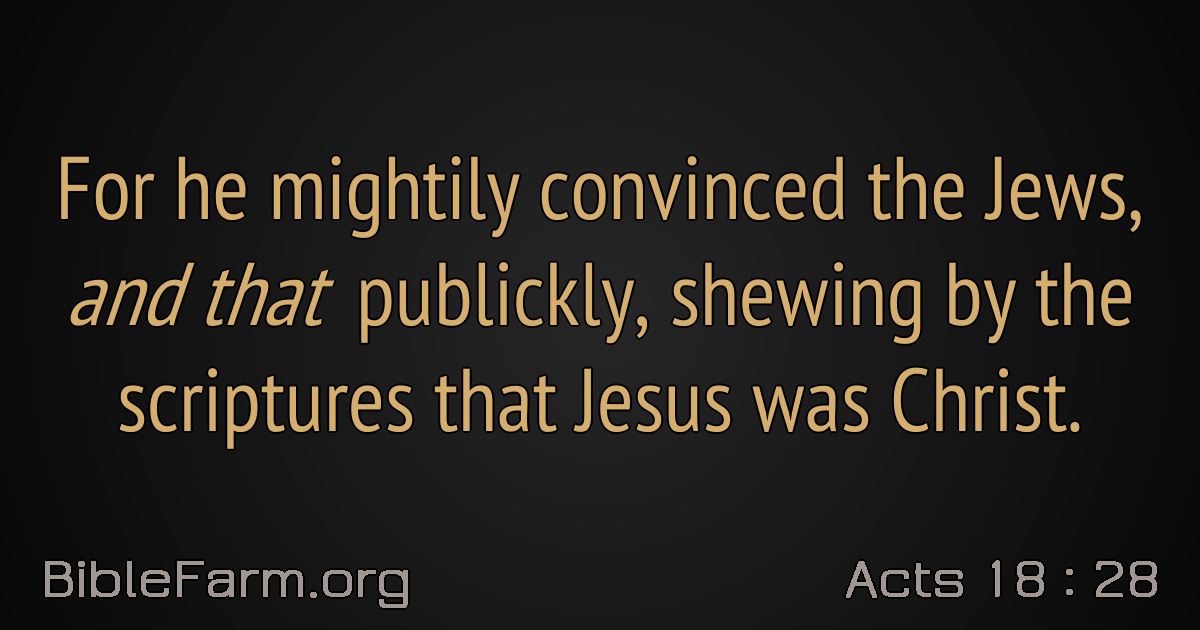 For he mightily convinced the Jews,
and that publickly, shewing by the
scriptures that Jesus was Christ.
BibleFarm.org
Acts 18 : 28